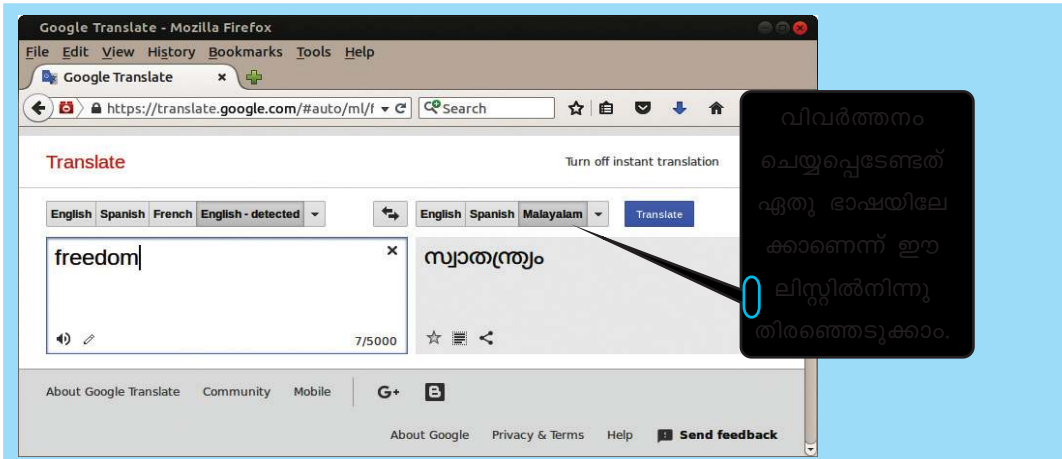 Google Translate - Mozilla Firefox
File Edit View History Bookmarks Tools Help
Google Translate
https://translate.google.com/#auto/ml/f Search
Translate Turn off instant translation
English Spanish French English - detected English Spanish Malayalam Translate
freedom
സ്വാതന്ത്ര്യം
7/5000
About Google Translate Community Mobile G+ B
About Google Privacy & Terms Help Send feedback
വിവർത്തനം
ചെയ്യപ്പെടേണ്ടത്
ഏതു ഭാഷയിലേ
ക്കാണെന്ന് ഈ
ലിസ്റ്റിൽനിന്നു
തിരഞ്ഞെടുക്കാം.